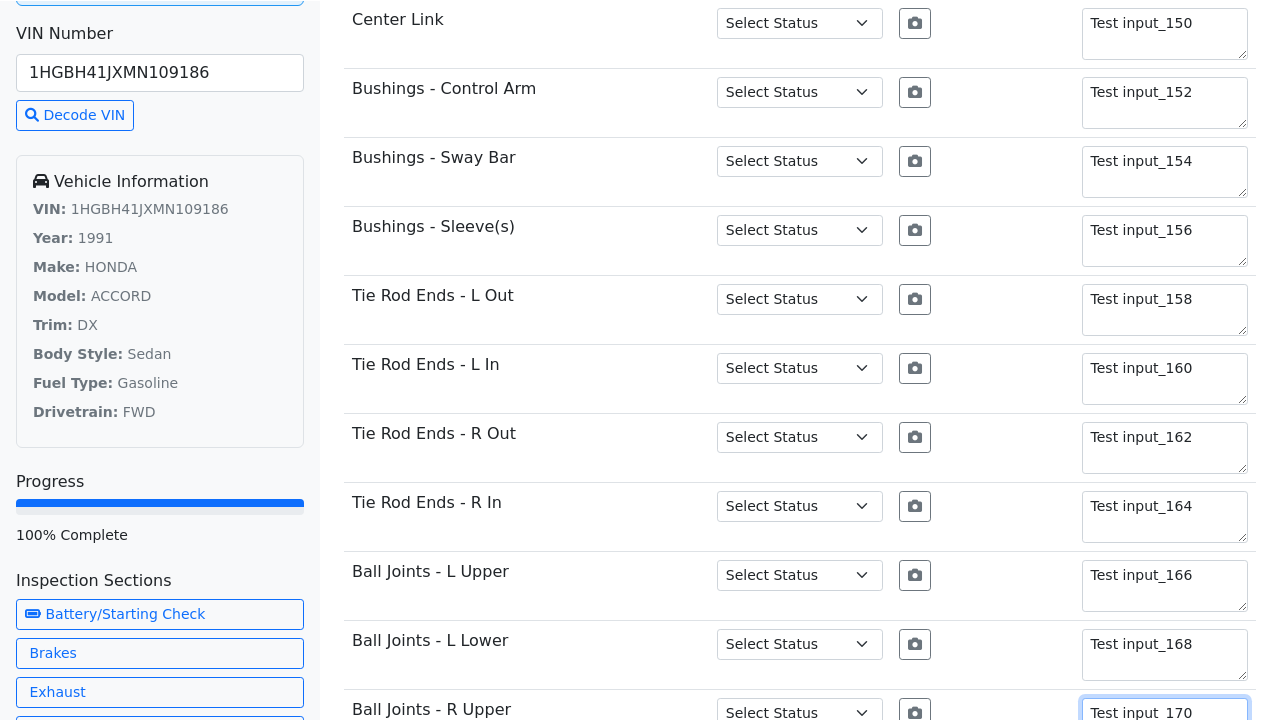 VIN Number
1HGBH41JXMN109186
Decode VIN
Vehicle Information
VIN: 1HGBH41JXMN109186
Year: 1991
Make: HONDA
Model: ACCORD
Trim: DX
Body Style: Sedan
Fuel Type: Gasoline
Drivetrain: FWD
Progress
100% Complete
Inspection Sections
Battery/Starting Check
Brakes
Exhaust
Center Link Select Status Test input_150
Bushings - Control Arm Select Status Test input_152
Bushings - Sway Bar Select Status Test input_154
Bushings - Sleeve(s) Select Status Test input_156
Tie Rod Ends - L Out Select Status Test input_158
Tie Rod Ends - L In Select Status Test input_160
Tie Rod Ends - R Out Select Status Test input_162
Tie Rod Ends - R In Select Status Test input_164
Ball Joints - L Upper Select Status Test input_166
Ball Joints - L Lower Select Status Test input_168
Ball Joints - R Upper Select Status Test input_170